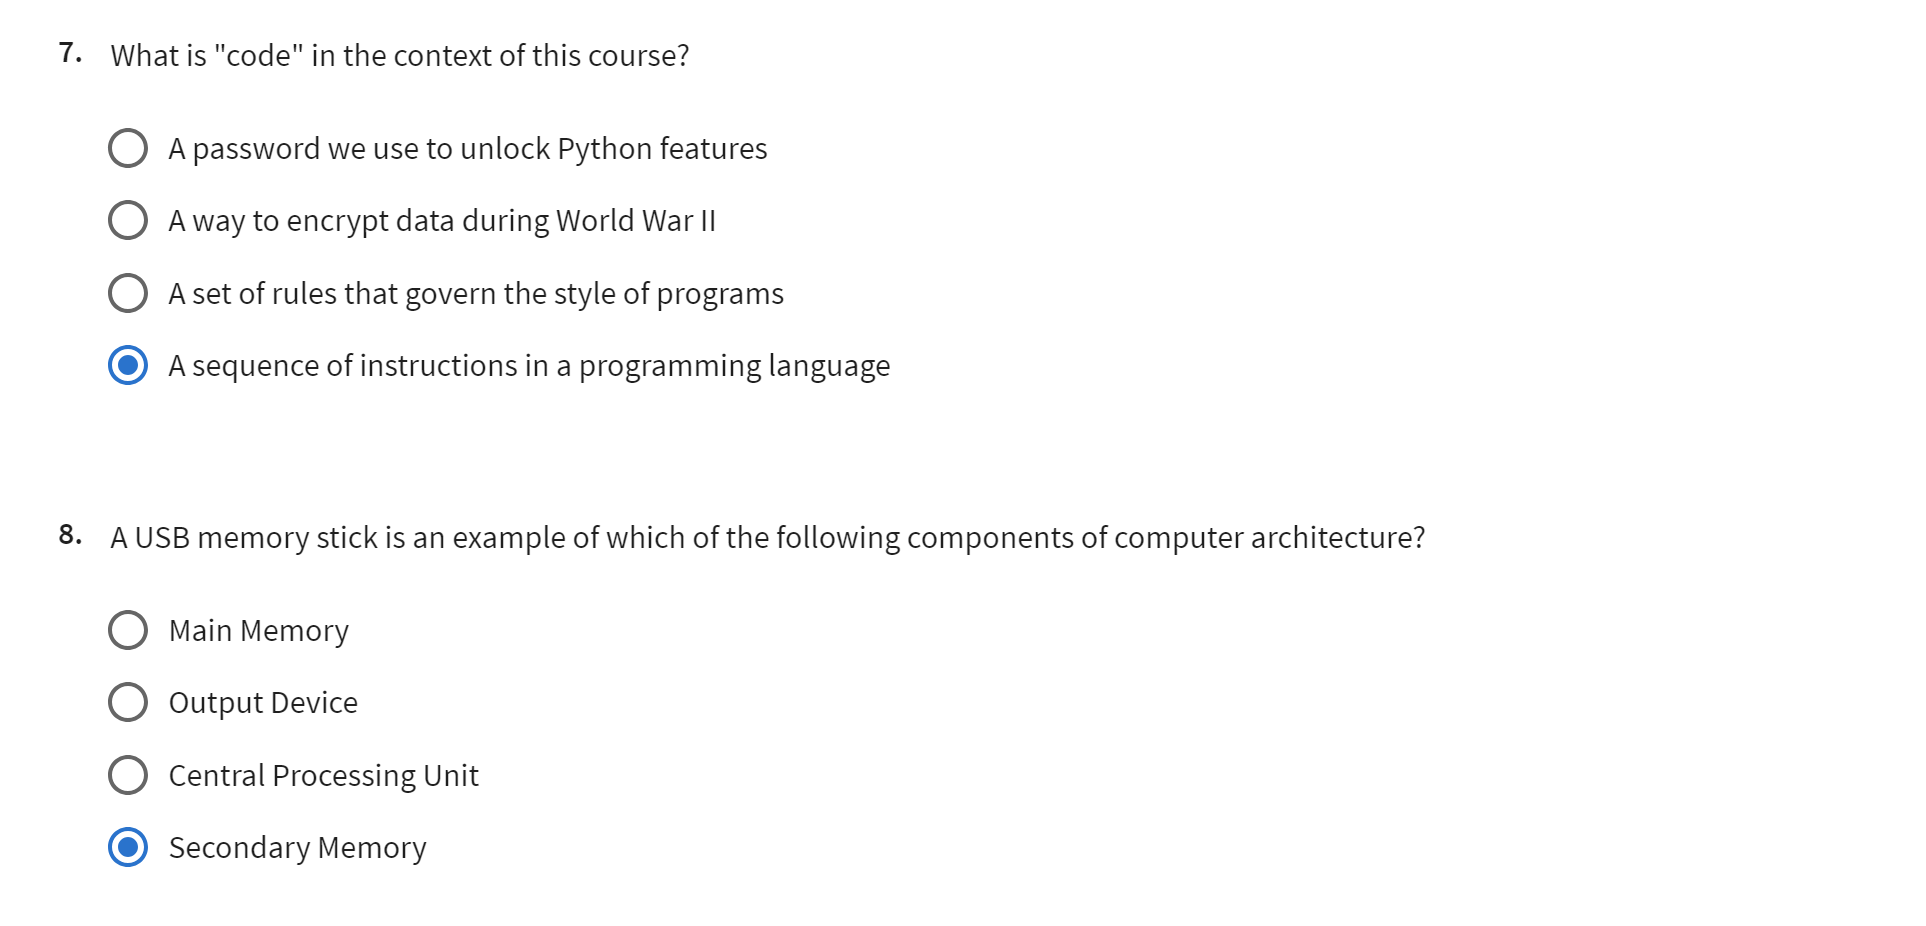 7. What is "code" in the context of this course?
A password we use to unlock Python features
A way to encrypt data during World War II
A set of rules that govern the style of programs
A sequence of instructions in a programming language
8. A USB memory stick is an example of which of the following components of computer architecture?
Main Memory
Output Device
Central Processing Unit
Secondary Memory